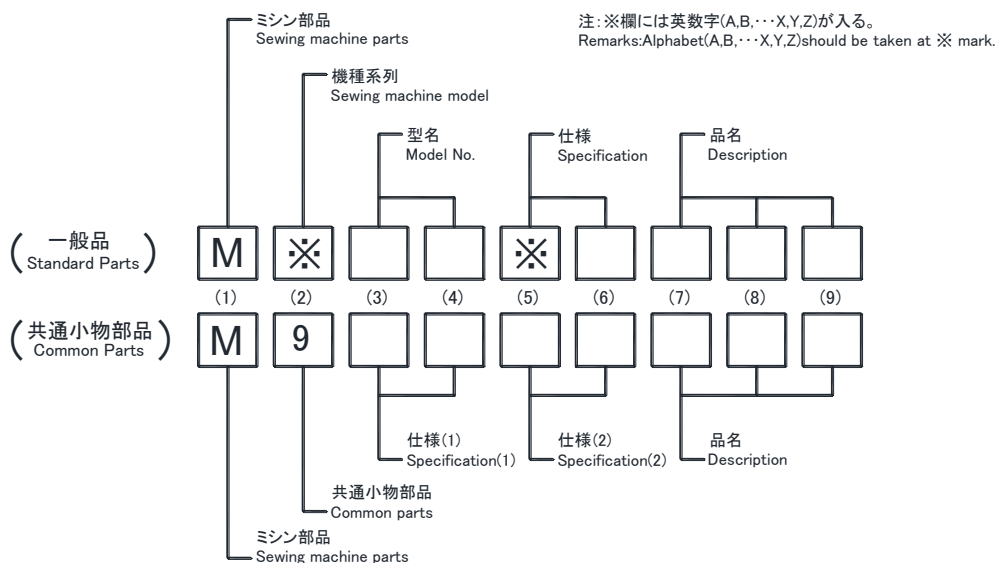 ミシン部品
Sewing machine parts
注:※欄には英数字(A,B,･･･X,Y,Z)が入る。
Remarks:Alphabet(A,B,･･･X,Y,Z)should be taken at ※ mark.
機種系列
Sewing machine model
型名
Model No.
仕様
Specification
品名
Description
(一般品
Standard Parts)
M ※ ※
(1) (2) (3) (4) (5) (6) (7) (8) (9)
(共通小物部品
Common Parts)
M 9
仕様(1)
Specification(1)
仕様(2)
Specification(2)
品名
Description
共通小物部品
Common parts
ミシン部品
Sewing machine parts